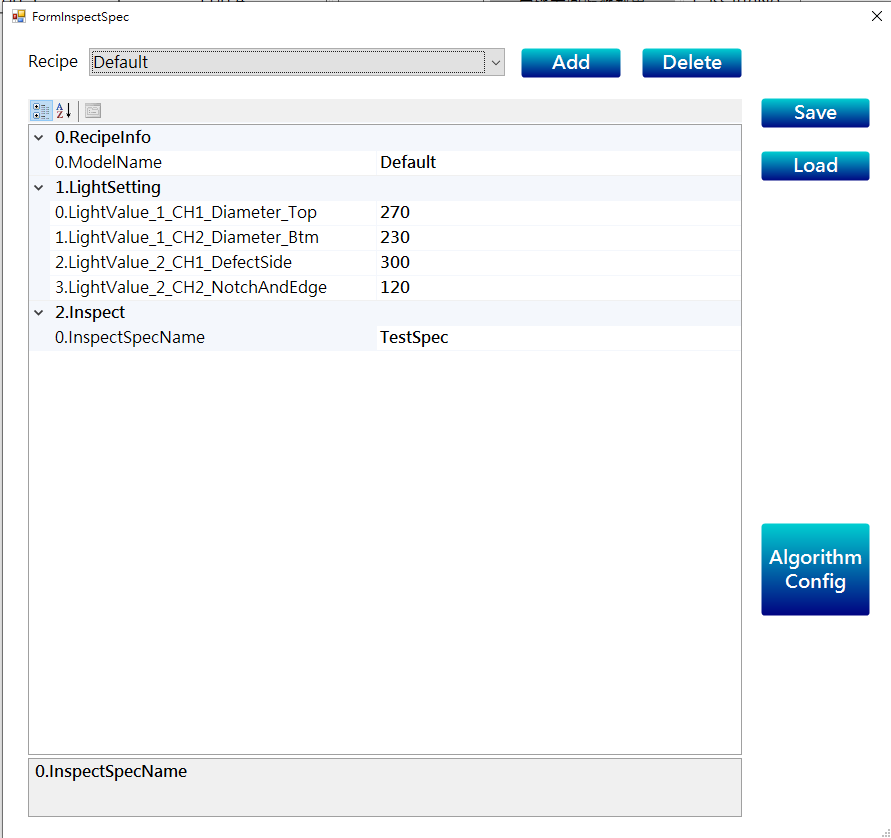 FormInspectSpec
Recipe Default Add Delete
Save
Load
0.RecipeInfo
0.ModelName Default
1.LightSetting
0.LightValue_1_CH1_Diameter_Top 270
1.LightValue_1_CH2_Diameter_Btm 230
2.LightValue_2_CH1_DefectSide 300
3.LightValue_2_CH2_NotchAndEdge 120
2.Inspect
0.InspectSpecName TestSpec
Algorithm
Config
0.InspectSpecName